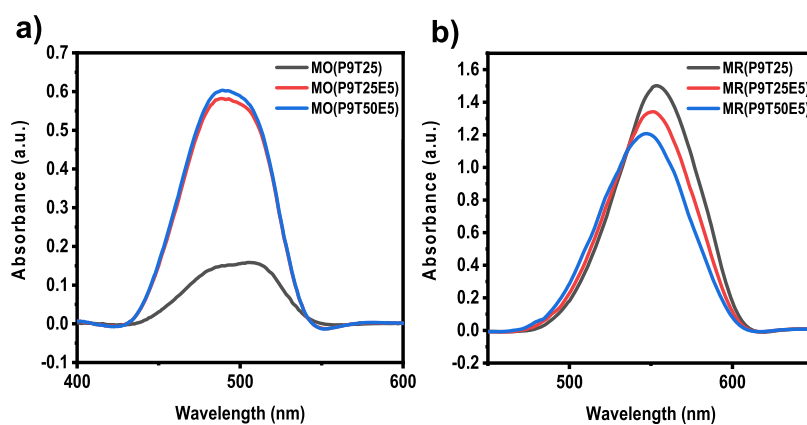 a)
0.7
0.6
0.5
0.4
0.3
0.2
0.1
0.0
-0.1
Absorbance (a.u.)
MO(P9T25)
MO(P9T25E5)
MO(P9T50E5)
400
500
600
Wavelength (nm)
b)
1.6
1.4
1.2
1.0
0.8
0.6
0.4
0.2
0.0
-0.2
Absorbance (a.u.)
MR(P9T25)
MR(P9T25E5)
MR(P9T50E5)
500
600
Wavelength (nm)